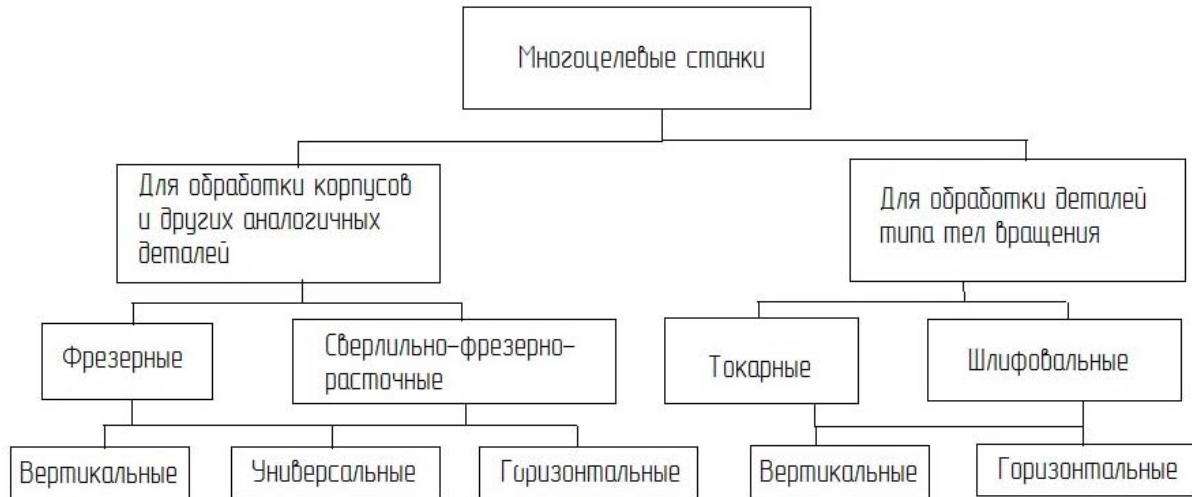 Многоцелевые станки
Для обработки корпусов
и других аналогичных
деталей
Для обработки деталей
типа тел вращения
Фрезерные
Сверлильно-фрезерно-
расточные
Токарные
Шлифовальные
Вертикальные
Универсальные
Горизонтальные
Вертикальные
Горизонтальные